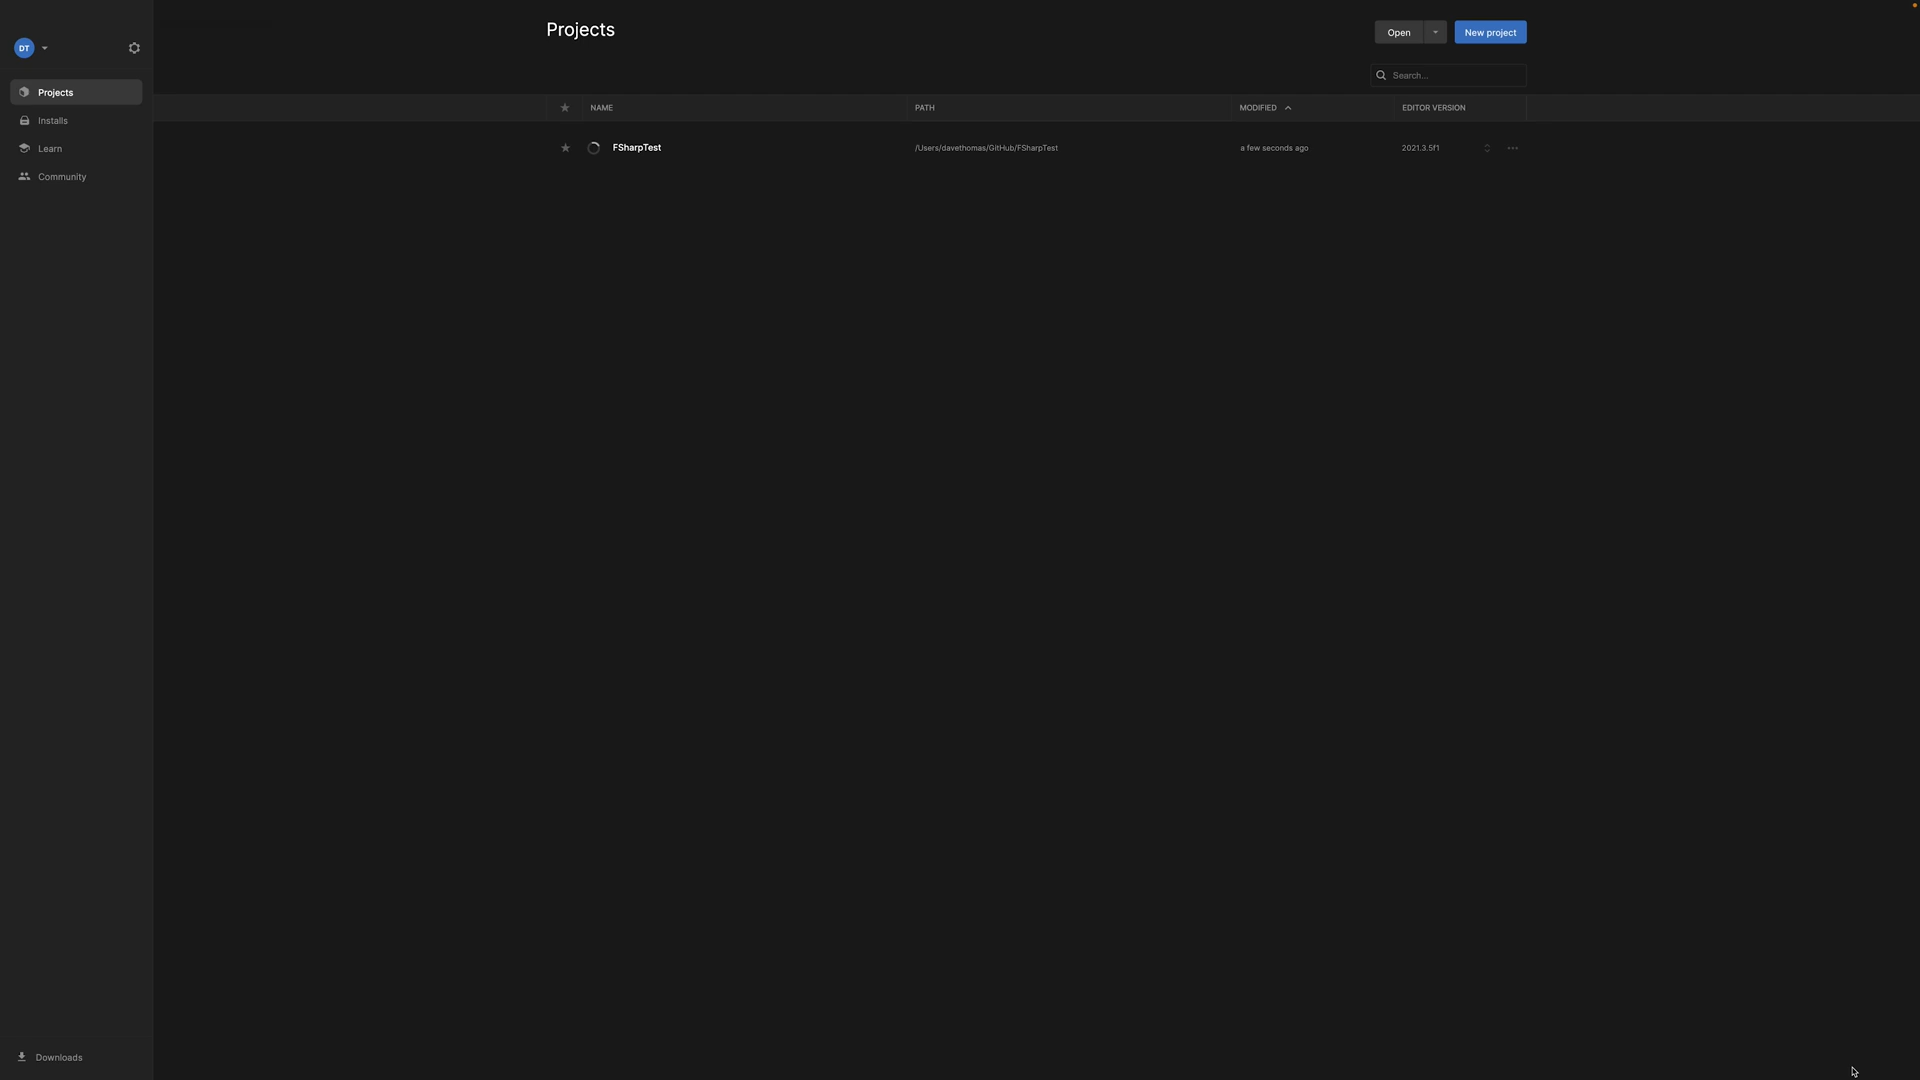 Projects
Open
New project
DT
Search...
Projects
Installs
Learn
Community
NAME PATH MODIFIED EDITOR VERSION
FSharpTest /Users/davethomas/GitHub/FSharpTest a few seconds ago 2021.3.5f1
Downloads